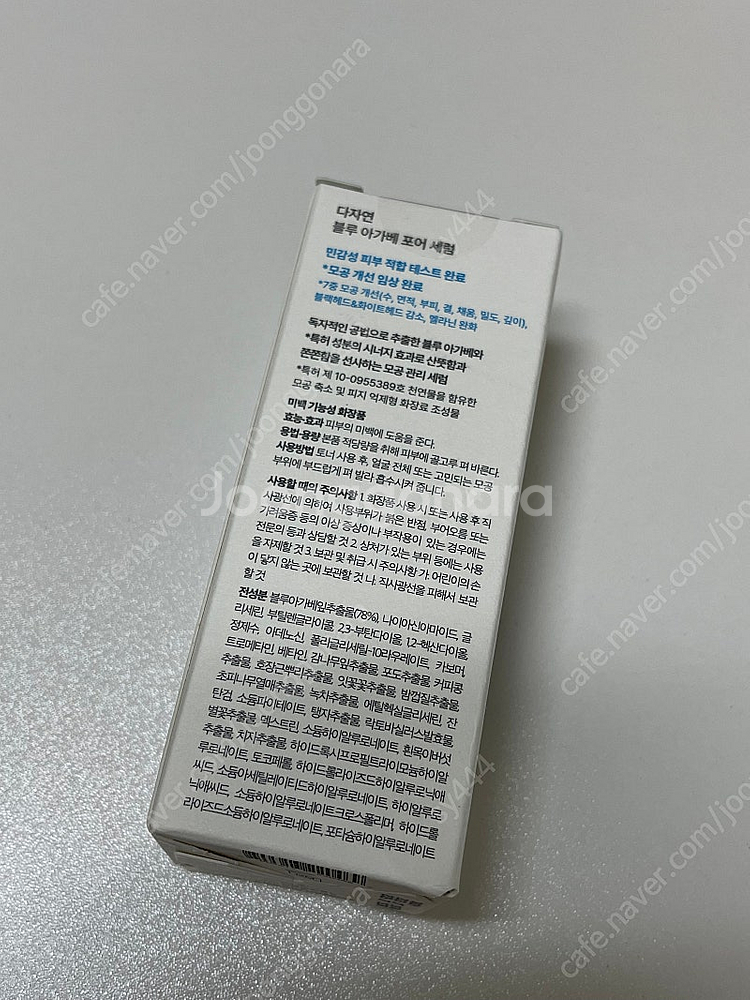 다자연
블루 아가베 포어 세럼
민감성 피부 적합 테스트 완료
*모공 개선 임상 완료
*7중 모공 개선(수, 면적, 부피, 결, 채움, 밀도, 깊이),
블랙헤드&화이트헤드 감소, 멜라닌 완화
독자적인 공법으로 추출한 블루 아가베와
*특허 성분의 시너지 효과로 산뜻함과
쫀쫀함을 선사하는 모공 관리 세럼
*특허 제 10-0955389호 천연물을 함유한
모공 축소 및 피지 억제형 화장료 조성물
미백 기능성 화장품
효능·효과 피부의 미백에 도움을 준다.
용법·용량 본품 적당량을 취해 피부에 골고루 펴 바른다.
사용방법 토너 사용 후, 얼굴 전체 또는 고민되는 모공
부위에 부드럽게 펴 발라 흡수시켜 줍니다.
사용할 때의 주의사항 1. 화장품 사용 시 또는 사용 후 직
사광선에 의하여 사용부위가 붉은 반점, 부어오름 또는
가려움증 등의 이상 증상이나 부작용이 있는 경우에는
전문의 등과 상담할 것 2. 상처가 있는 부위 등에는 사용
을 자제할 것 3. 보관 및 취급 시 주의사항 가. 어린이의 손
이 닿지 않는 곳에 보관할 것 나. 직사광선을 피해서 보관
할 것
전성분 블루아가베잎추출물(78%), 나이아신아마이드, 글
리세린, 부틸렌글라이콜, 2,3-부탄다이올, 1,2-헥산다이올,
정제수, 아데노신, 폴리글리세릴-10라우레이트, 카보머,
트로메타민, 베타인, 감나무잎추출물, 포도추출물, 커피콩
추출물, 호장근뿌리추출물, 잇꽃꽃추출물, 밤껍질추출물,
초피나무열매추출물, 녹차추출물, 에틸헥실글리세린, 잔
탄검, 소듐파이테이트, 탱자추출물, 락토바실러스발효물,
벌꽃추출물, 덱스트린, 소듐하이알루로네이트, 흰목이버섯
추출물, 치자추출물, 하이드록시프로필트라이모늄하이알
루로네이트, 토코페롤, 하이드롤라이즈드하이알루로닉애
씨드, 소듐아세틸레이티드하이알루로네이트, 하이알루로
닉애씨드, 소듐하이알루로네이트크로스폴리머, 하이드롤
라이즈드소듐하이알루로네이트, 포타슘하이알루로네이트
Joonggonara
cafe.naver.com/joonggonara